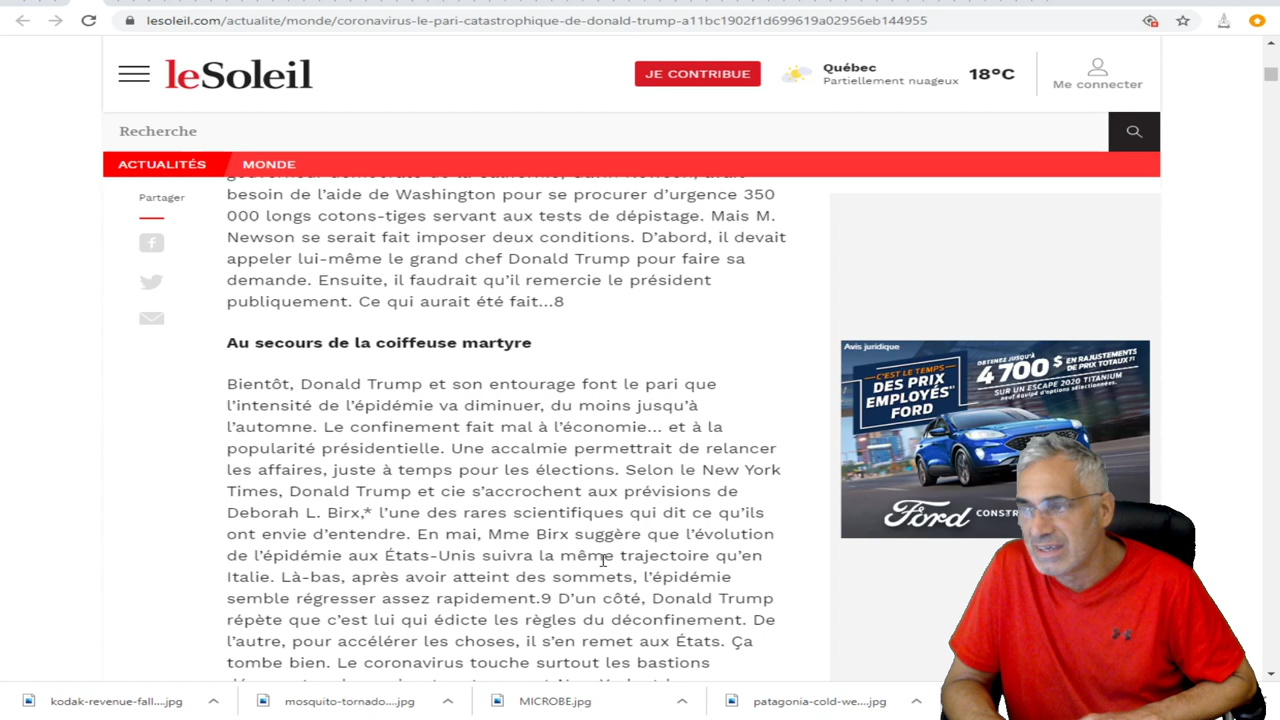 lesoleil.com/actualite/monde/coronavirus-le-pari-catastrophique-de-donald-trump-a11bc1902f1d699619a02956eb144955
leSoleil
JE CONTRIBUE
Québec
Partiellement nuageux
18°C
Me connecter
Recherche
ACTUALITÉS
MONDE
Partager
besoin de l'aide de Washington pour se procurer d'urgence 350
000 longs cotons-tiges servant aux tests de dépistage. Mais M.
Newson se serait fait imposer deux conditions. D'abord, il devait
appeler lui-même le grand chef Donald Trump pour faire sa
demande. Ensuite, il faudrait qu'il remercie le président
publiquement. Ce qui aurait été fait...8
Au secours de la coiffeuse martyre
Bientôt, Donald Trump et son entourage font le pari que
l'intensité de l'épidémie va diminuer, du moins jusqu'à
l'automne. Le confinement fait mal à l'économie... et à la
popularité présidentielle. Une accalmie permettrait de relancer
les affaires, juste à temps pour les élections. Selon le New York
Times, Donald Trump et cie s'accrochent aux prévisions de
Deborah L. Birx,* l'une des rares scientifiques qui dit ce qu'ils
ont envie d'entendre. En mai, Mme Birx suggère que l'évolution
de l'épidémie aux États-Unis suivra la même trajectoire qu'en
Italie. Là-bas, après avoir atteint des sommets, l'épidémie
semble régresser assez rapidement.9 D'un côté, Donald Trump
répète que c'est lui qui édicte les règles du déconfinement. De
l'autre, pour accélérer les choses, il s'en remet aux États. Ça
tombe bien. Le coronavirus touche surtout les bastions
Avis juridique
C'EST LE TEMPS
DES PRIX
EMPLOYÉS
FORD
OBTENEZ JUSQU'À
4 700 $ EN RAJUSTEMENTS
DE PRIX TOTAUX
SUR UN ESCAPE 2020 TITANIUM
neuf équipé d'options sélectionnées.
Ford
CONST
kodak-revenue-fall....jpg
mosquito-tornado....jpg
MICROBE.jpg
patagonia-cold-we....jpg